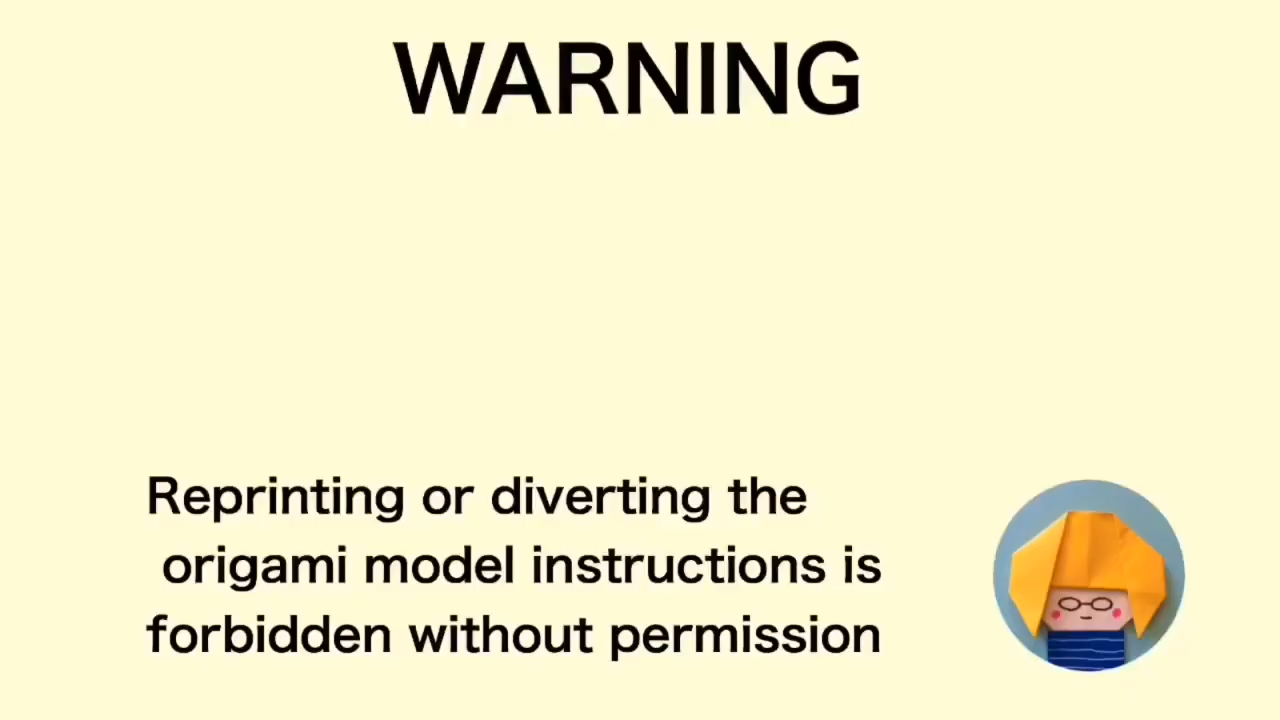 WARNING
Reprinting or diverting the
origami model instructions is
forbidden without permission